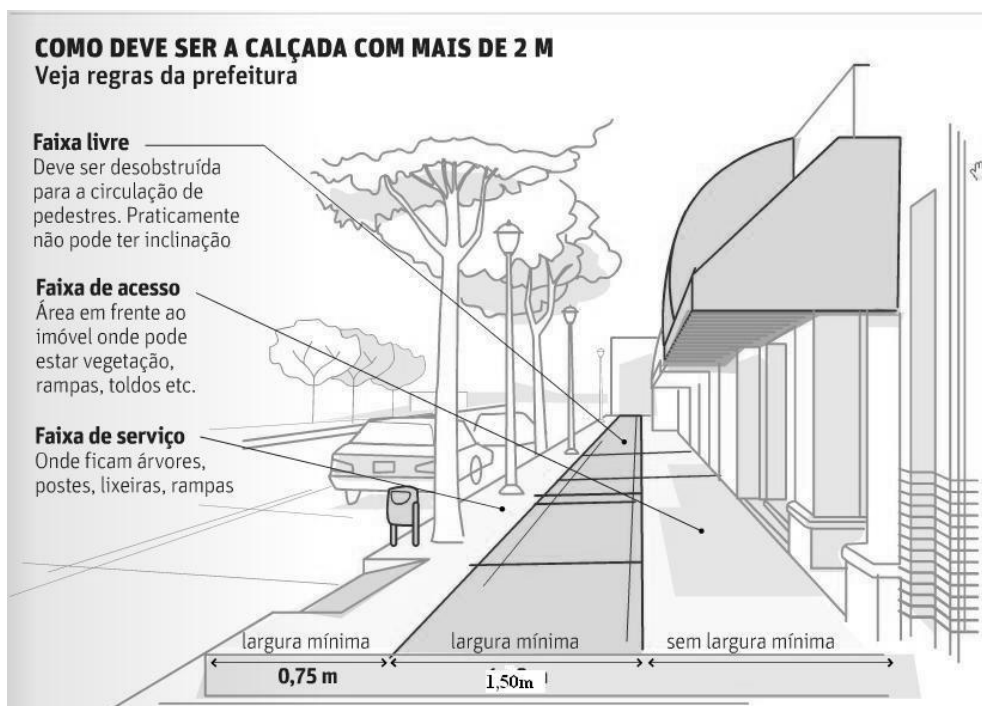 COMO DEVE SER A CALÇADA COM MAIS DE 2 M
Veja regras da prefeitura
Faixa livre
Deve ser desobstruída
para a circulação de
pedestres. Praticamente
não pode ter inclinação
Faixa de acesso
Área em frente ao
imóvel onde pode
estar vegetação,
rampas, toldos etc.
Faixa de serviço
Onde ficam árvores,
postes, lixeiras, rampas
largura mínima
largura mínima
sem largura mínima
0,75 m
1,50m